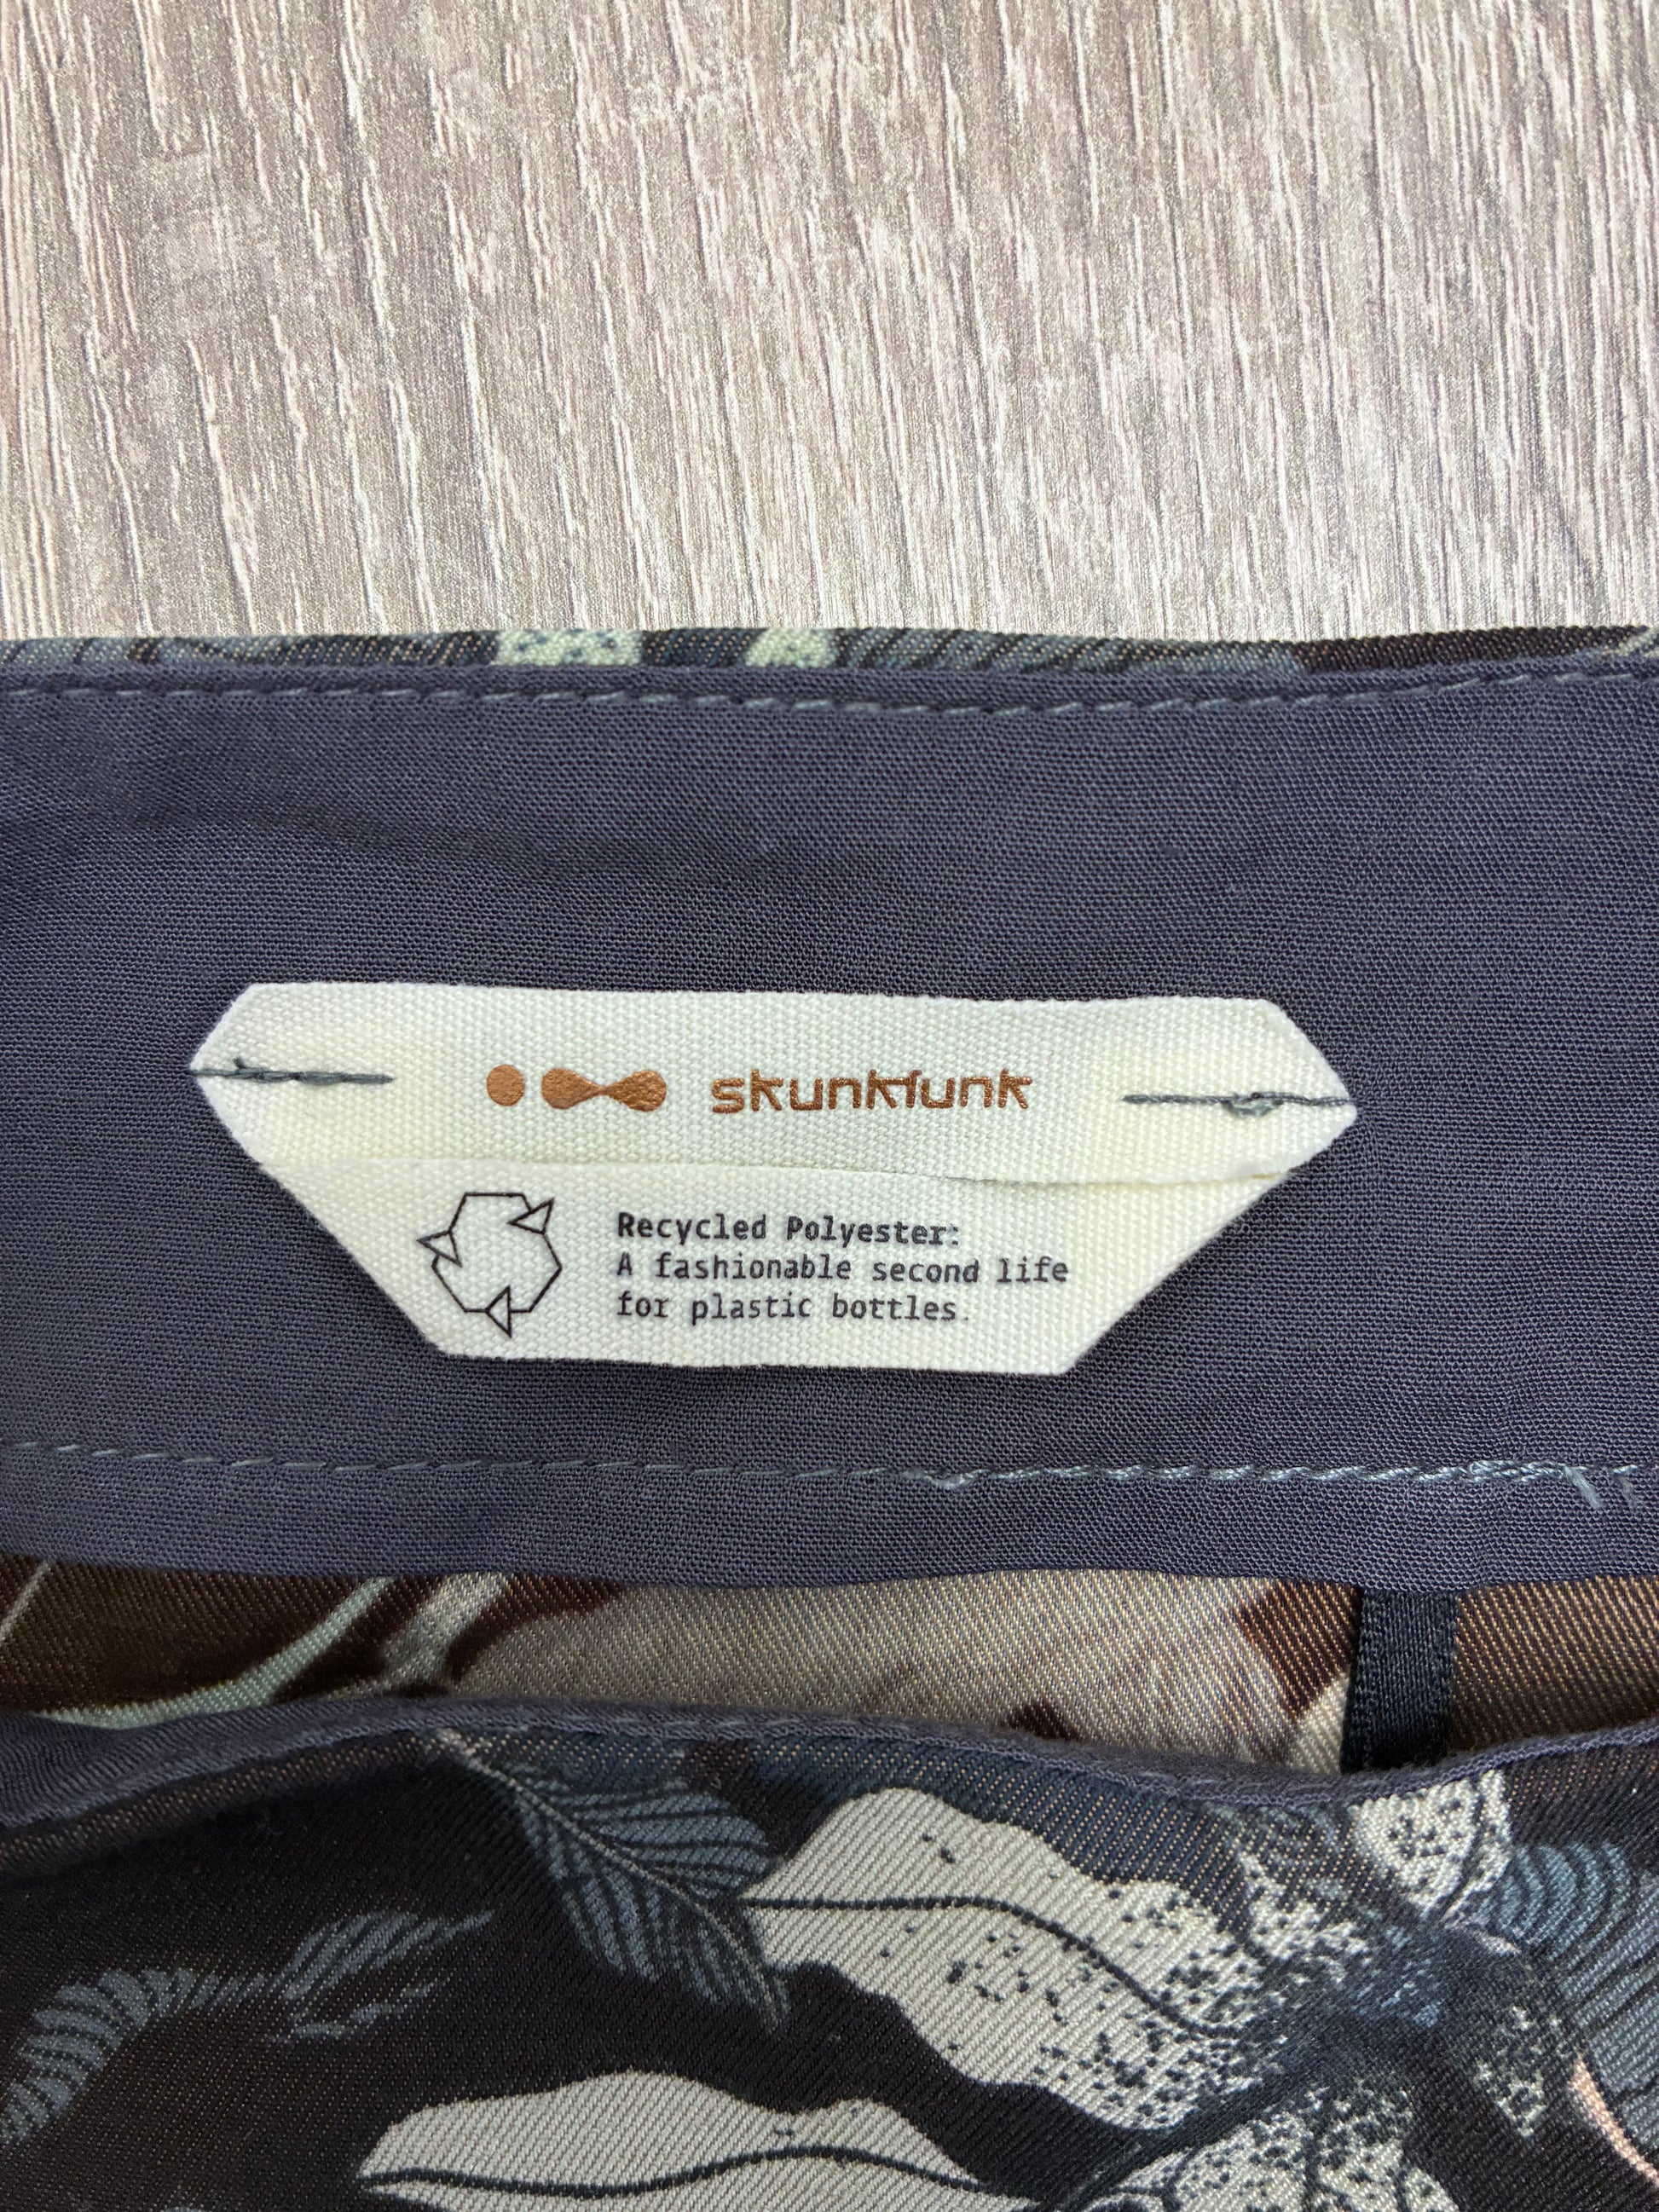 skunkfunk
Recycled Polyester:
A fashionable second life
for plastic bottles.